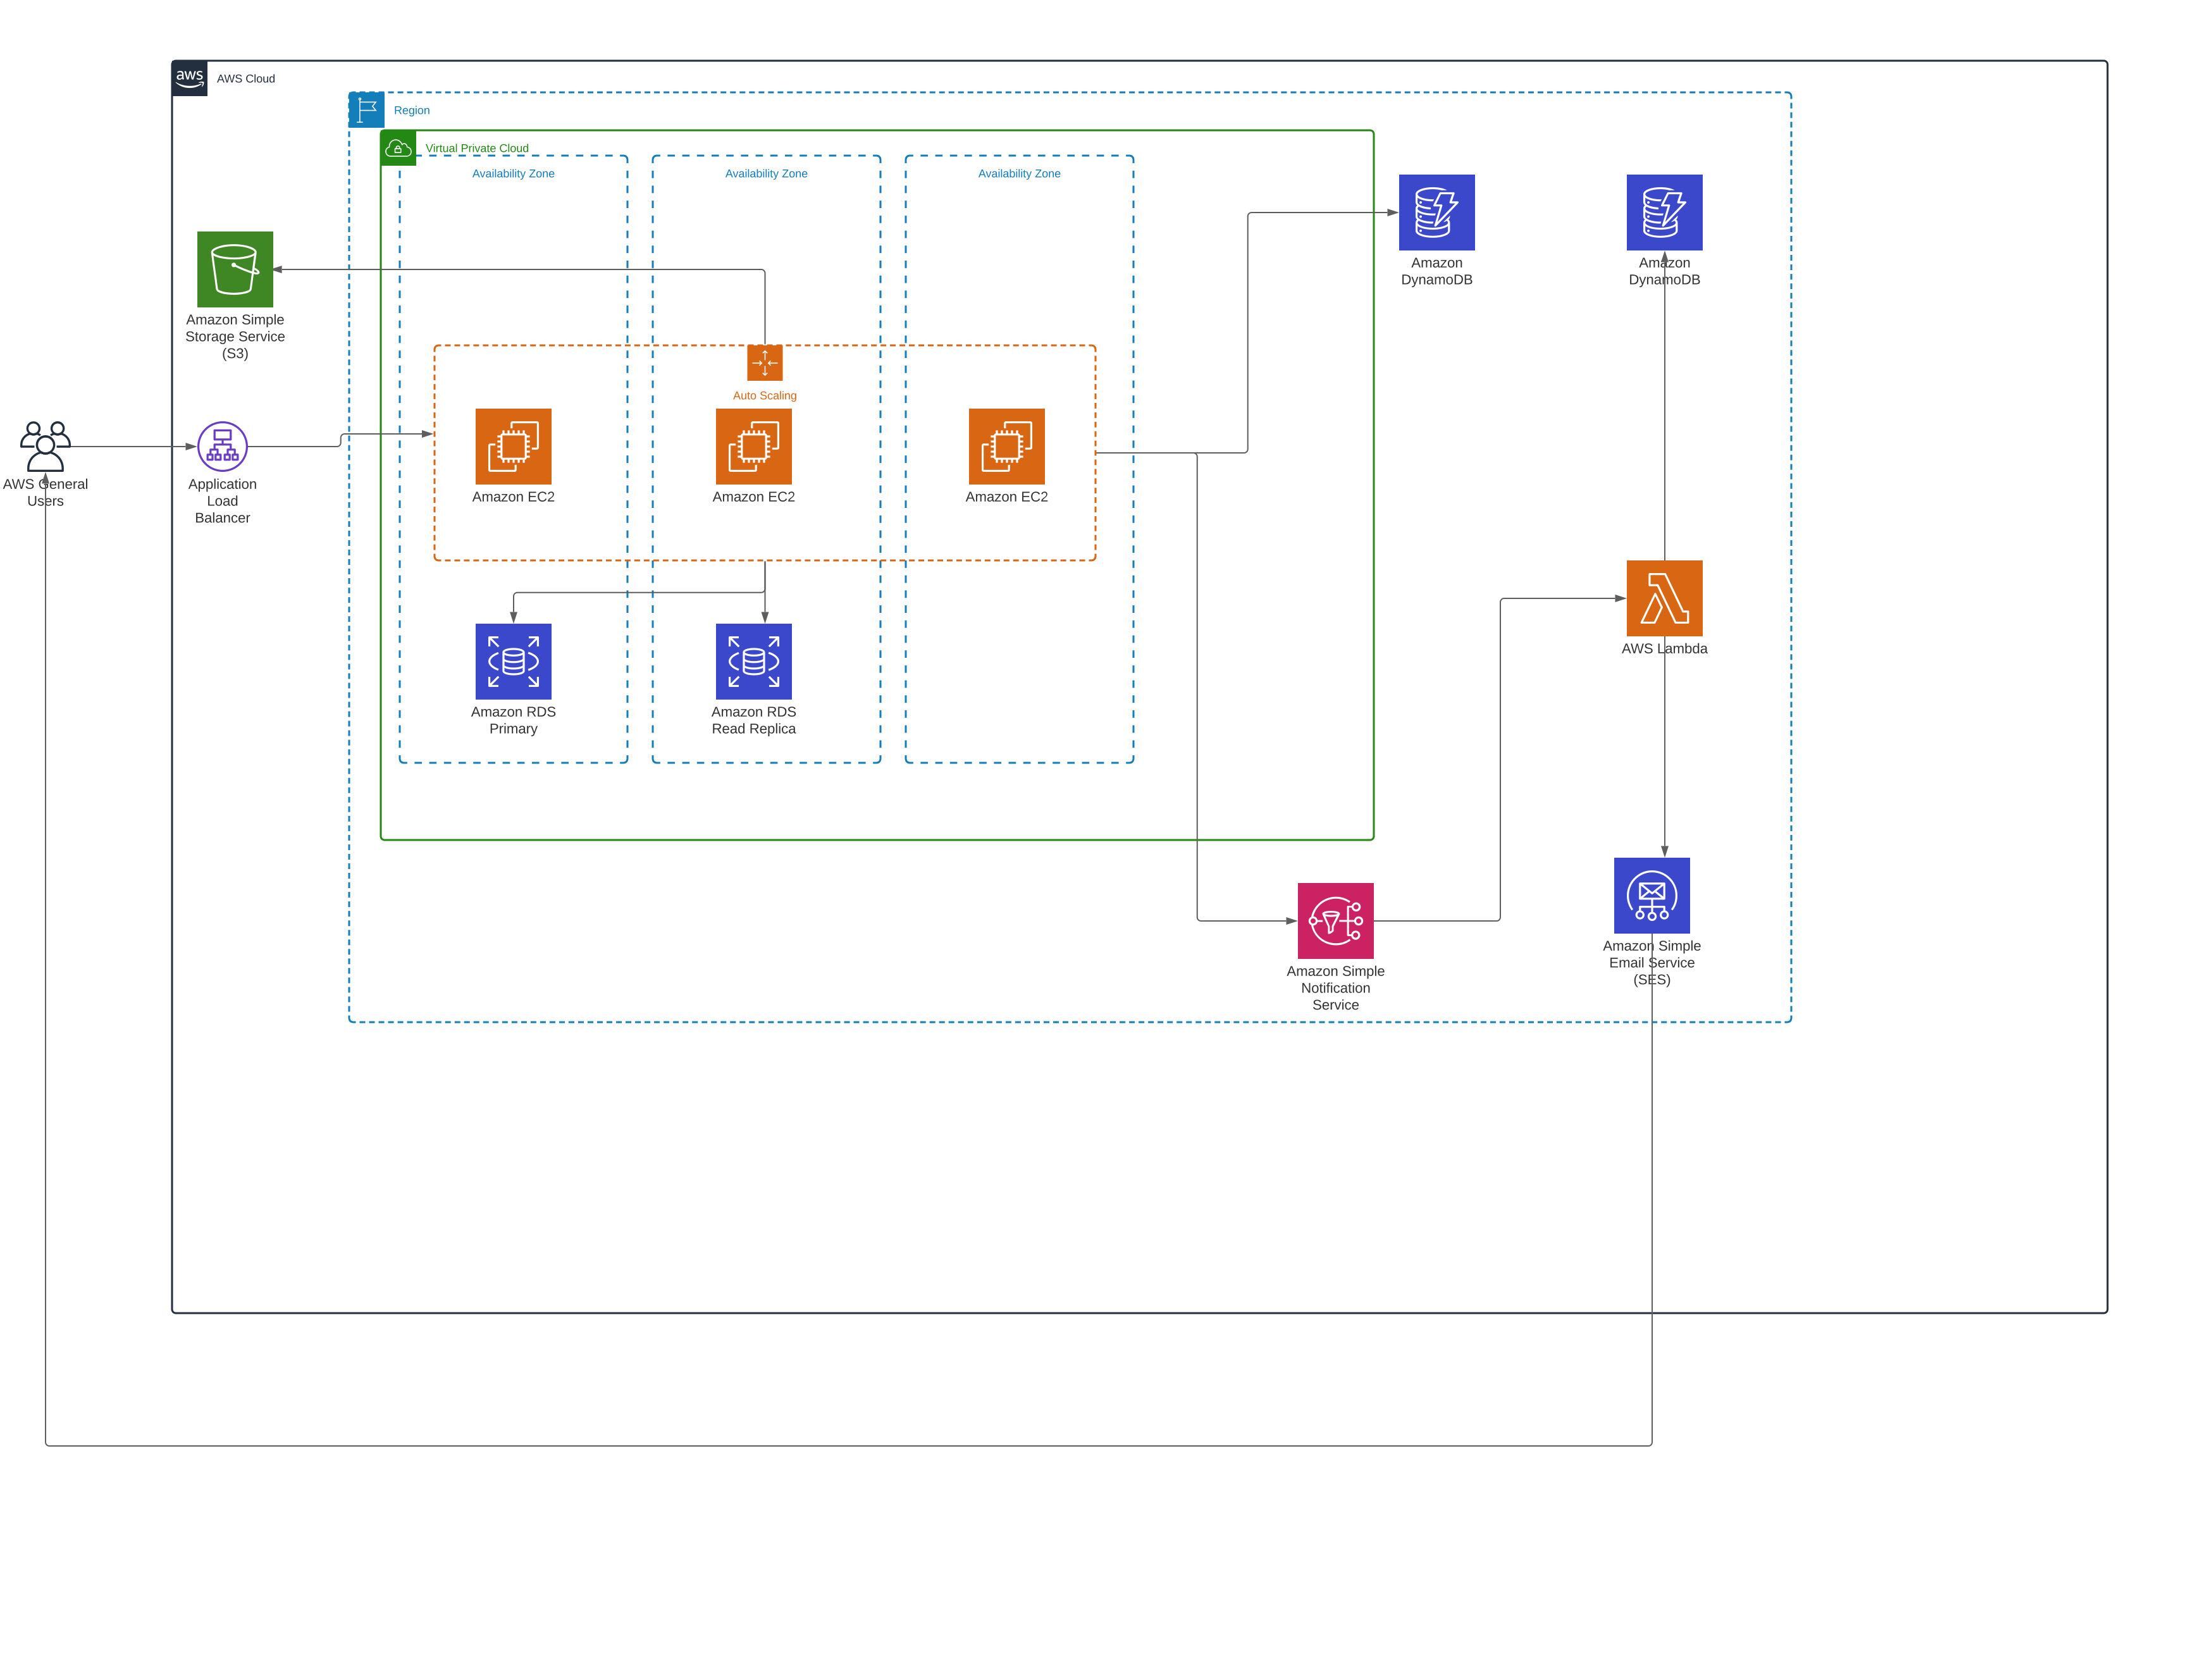 aws
AWS Cloud
Region
Virtual Private Cloud
Availability Zone
Availability Zone
Availability Zone
Amazon
DynamoDB
Amazon
DynamoDB
Amazon Simple
Storage Service
(S3)
Auto Scaling
AWS General
Users
Application
Load
Balancer
Amazon EC2
Amazon EC2
Amazon EC2
AWS Lambda
Amazon RDS
Primary
Amazon RDS
Read Replica
Amazon Simple
Notification
Service
Amazon Simple
Email Service
(SES)